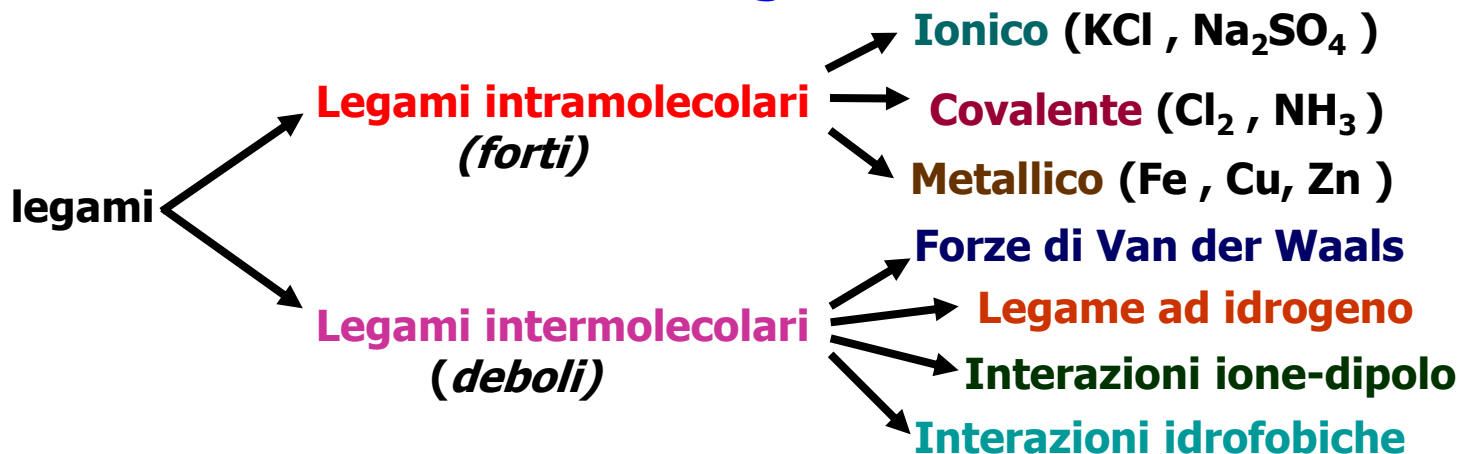 Ionico (KCl , Na₂SO₄ )
Legami intramolecolari
(forti)
Covalente (Cl₂ , NH₃ )
Metallico (Fe , Cu, Zn )
legami
Forze di Van der Waals
Legami intermolecolari
(deboli)
Legame ad idrogeno
Interazioni ione-dipolo
Interazioni idrofobiche